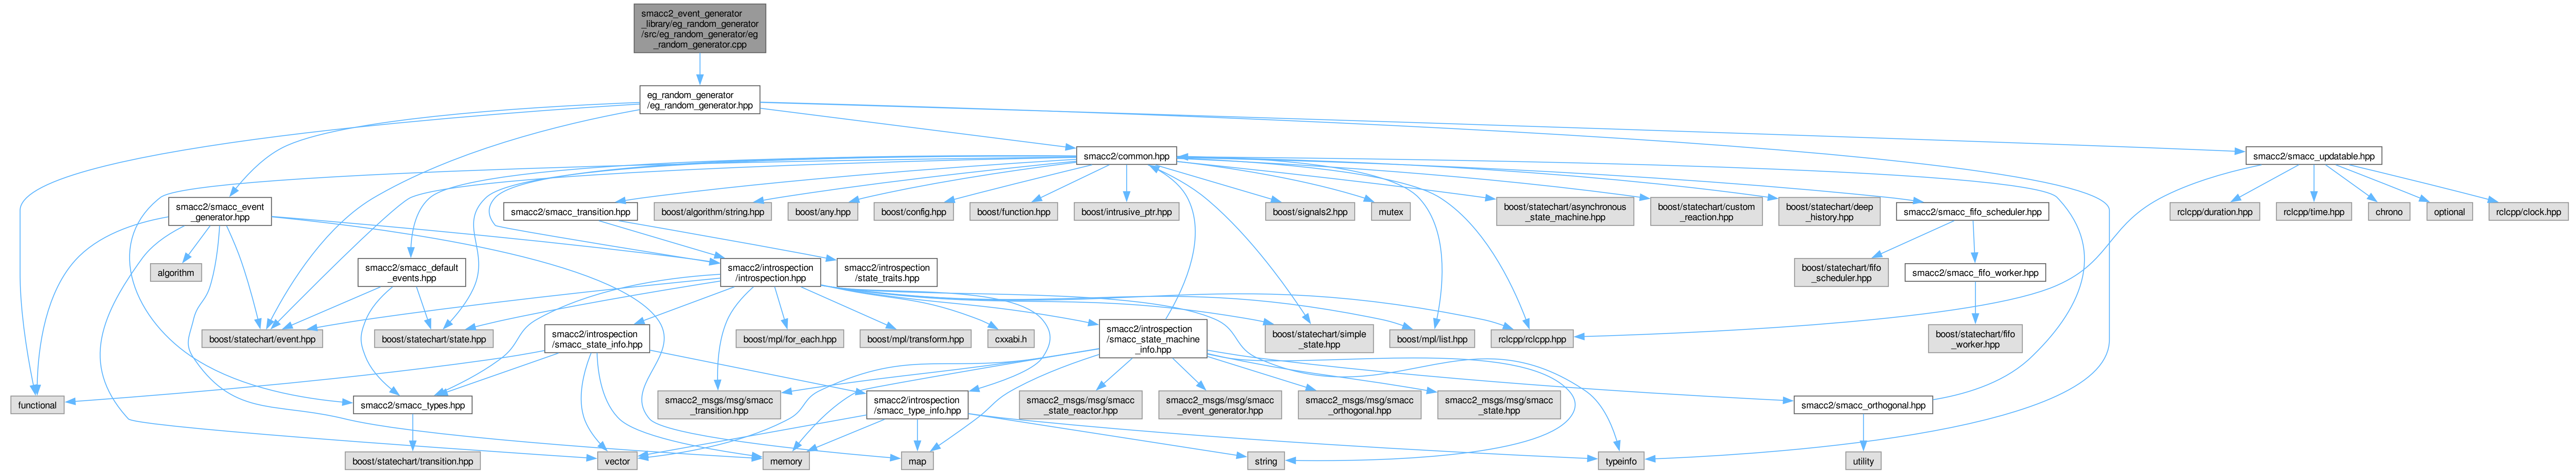 smacc2_event_generator
_library/eg_random_generator
/src/eg_random_generator/eg
_random_generator.cpp
eg_random_generator
/eg_random_generator.hpp
smacc2/common.hpp
smacc2/smacc_updatable.hpp
smacc2/smacc_event
_generator.hpp
smacc2/smacc_transition.hpp
boost/algorithm/string.hpp
boost/any.hpp
boost/config.hpp
boost/function.hpp
boost/intrusive_ptr.hpp
boost/signals2.hpp
mutex
boost/statechart/asynchronous
_state_machine.hpp
boost/statechart/custom
_reaction.hpp
boost/statechart/deep
_history.hpp
smacc2/smacc_fifo_scheduler.hpp
rclcpp/duration.hpp
rclcpp/time.hpp
chrono
optional
rclcpp/clock.hpp
algorithm
smacc2/smacc_default
_events.hpp
smacc2/introspection
/introspection.hpp
smacc2/introspection
/state_traits.hpp
boost/statechart/fifo
_scheduler.hpp
smacc2/smacc_fifo_worker.hpp
boost/statechart/event.hpp
boost/statechart/state.hpp
smacc2/introspection
/smacc_state_info.hpp
boost/mpl/for_each.hpp
boost/mpl/transform.hpp
cxxabi.h
smacc2/introspection
/smacc_state_machine
_info.hpp
boost/statechart/simple
_state.hpp
boost/mpl/list.hpp
rclcpp/rclcpp.hpp
boost/statechart/fifo
_worker.hpp
functional
smacc2/smacc_types.hpp
smacc2_msgs/msg/smacc
_transition.hpp
smacc2/introspection
/smacc_type_info.hpp
smacc2_msgs/msg/smacc
_state_reactor.hpp
smacc2_msgs/msg/smacc
_event_generator.hpp
smacc2_msgs/msg/smacc
_orthogonal.hpp
smacc2_msgs/msg/smacc
_state.hpp
smacc2/smacc_orthogonal.hpp
boost/statechart/transition.hpp
vector
memory
map
string
typeinfo
utility